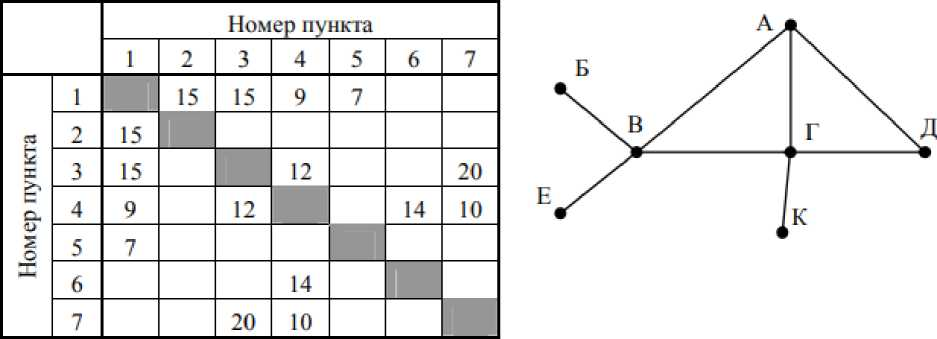 Номер пункта
1 2 3 4 5 6 7
Номер пункта
1 15 15 9 7
2 15
3 15 12 20
4 9 12 14 10
5 7
6 14
7 20 10
А
Б
В Г Д
Е
К